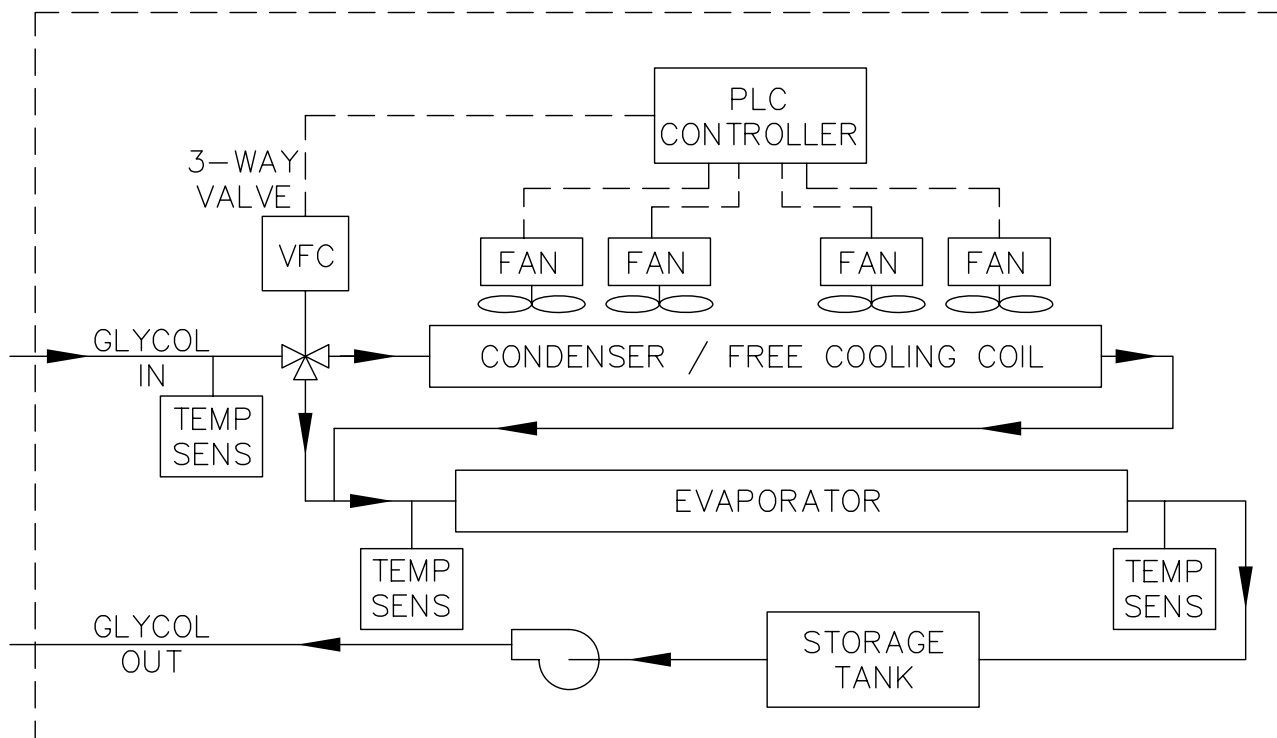 PLC
CONTROLLER
3-WAY
VALVE
VFC
FAN
FAN
FAN
FAN
GLYCOL
IN
CONDENSER / FREE COOLING COIL
TEMP
SENS
EVAPORATOR
TEMP
SENS
TEMP
SENS
GLYCOL
OUT
STORAGE
TANK